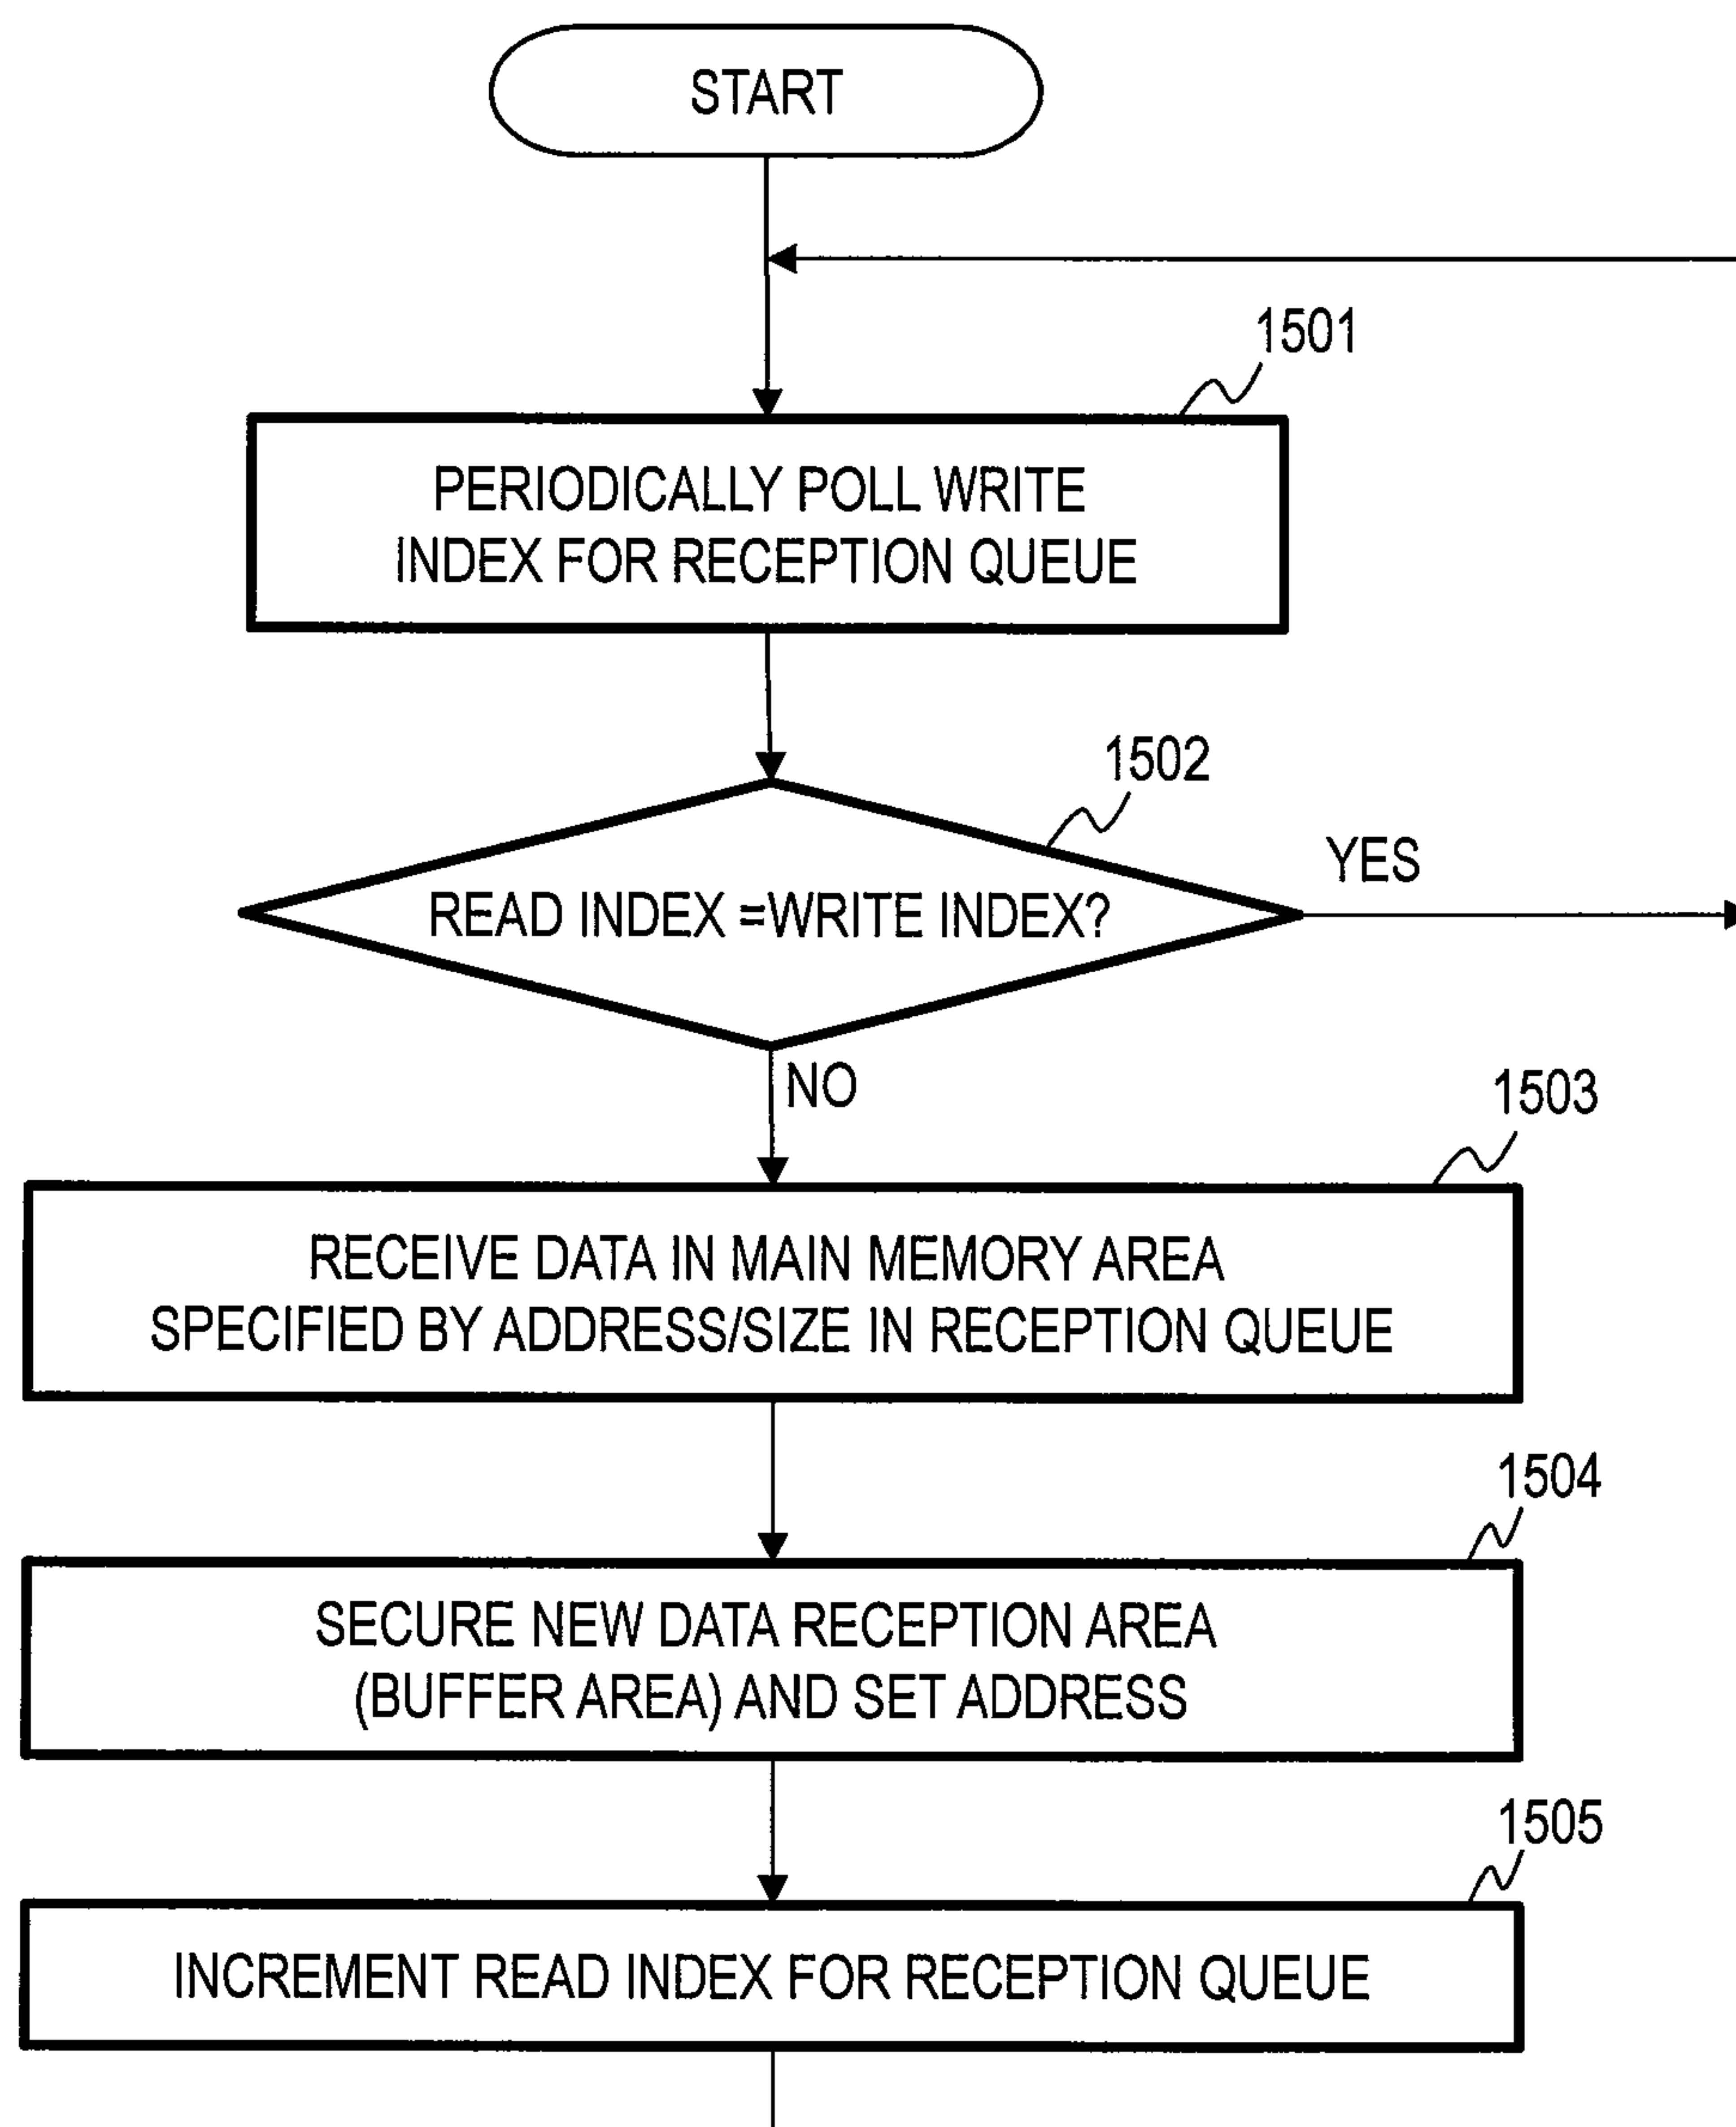 START
1501
PERIODICALLY POLL WRITE
INDEX FOR RECEPTION QUEUE
1502
READ INDEX =WRITE INDEX?
YES
NO
1503
RECEIVE DATA IN MAIN MEMORY AREA
SPECIFIED BY ADDRESS/SIZE IN RECEPTION QUEUE
1504
SECURE NEW DATA RECEPTION AREA
(BUFFER AREA) AND SET ADDRESS
1505
INCREMENT READ INDEX FOR RECEPTION QUEUE